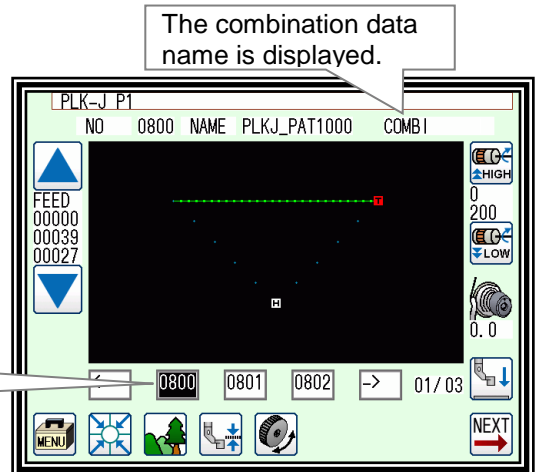 The combination data
name is displayed.
PLK-J P1
NO 0800 NAME PLKJ_PAT1000 COMBI
HIGH
FEED
00000
00039
00027
0
200
LOW
T
H
0.0
<- 0800 0801 0802 -> 01/03
MENU
NEXT